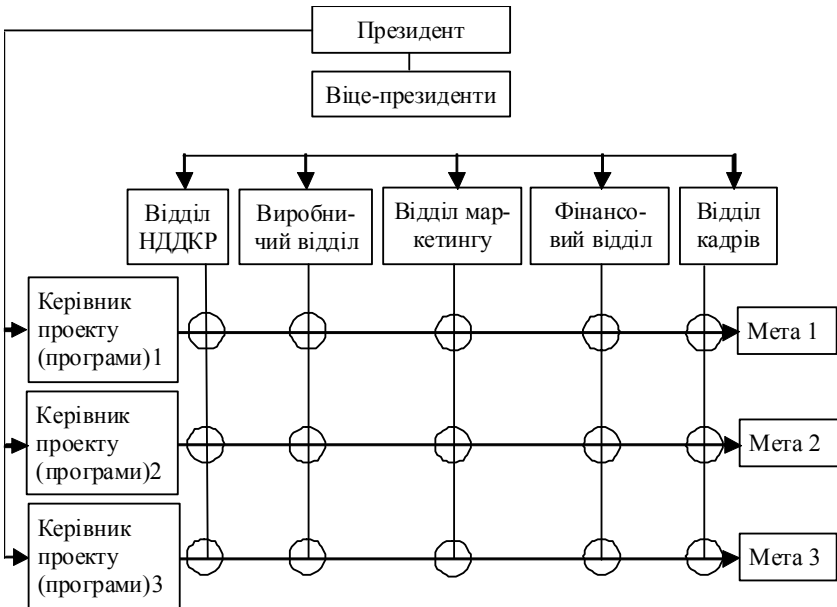 Президент
Віце-президенти
Відділ
НДДКР
Виробни-
чий відділ
Відділ мар-
кетингу
Фінансо-
вий відділ
Відділ
кадрів
Керівник
проекту
(програми)1
Мета 1
Керівник
проекту
(програми)2
Мета 2
Керівник
проекту
(програми)3
Мета 3